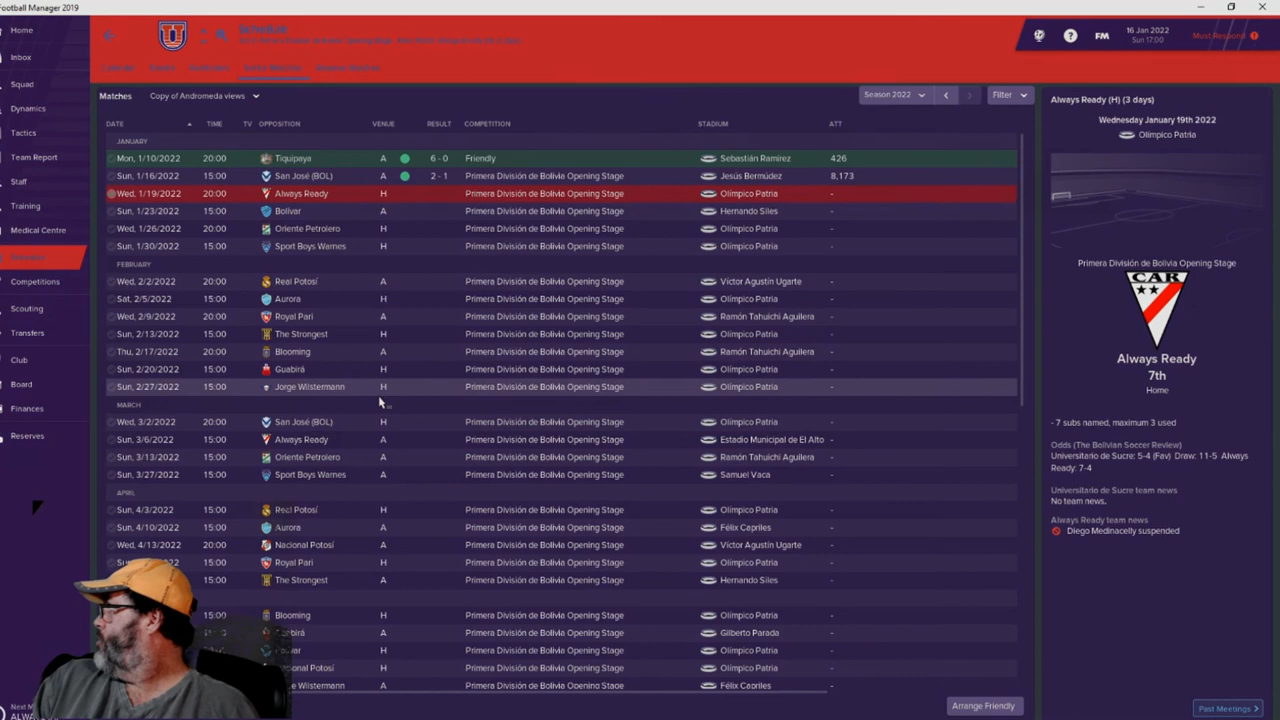 Football Manager 2019
Home
Inbox
Squad
Dynamics
Tactics
Team Report
Staff
Training
Medical Centre
Schedule
Competitions
Scouting
Transfers
Club
Board
Finances
Reserves
Schedule
16 Jan 2022
Sun 17:00
Must Respond
FM
Matches Copy of Andromeda views Season 2022 Filter
DATE TIME TV OPPOSITION VENUE RESULT COMPETITION STADIUM ATT
JANUARY
Mon, 1/10/2022 20:00 Tiquipaya A 6 - 0 Friendly Sebastián Ramírez 426
Sun, 1/16/2022 15:00 San José (BOL) A 2 - 1 Primera División de Bolivia Opening Stage Jesús Bermúdez 8,173
Wed, 1/19/2022 20:00 Always Ready H Primera División de Bolivia Opening Stage Olímpico Patria -
Sun, 1/23/2022 15:00 Bolívar A Primera División de Bolivia Opening Stage Hernando Siles -
Wed, 1/26/2022 20:00 Oriente Petrolero H Primera División de Bolivia Opening Stage Olímpico Patria -
Sun, 1/30/2022 15:00 Sport Boys Warnes H Primera División de Bolivia Opening Stage Olímpico Patria -
FEBRUARY
Wed, 2/2/2022 20:00 Real Potosí A Primera División de Bolivia Opening Stage Víctor Agustín Ugarte -
Sat, 2/5/2022 15:00 Aurora H Primera División de Bolivia Opening Stage Olímpico Patria -
Wed, 2/9/2022 20:00 Royal Pari A Primera División de Bolivia Opening Stage Ramón Tahuichi Aguilera -
Sun, 2/13/2022 15:00 The Strongest H Primera División de Bolivia Opening Stage Olímpico Patria -
Thu, 2/17/2022 20:00 Blooming A Primera División de Bolivia Opening Stage Ramón Tahuichi Aguilera -
Sun, 2/20/2022 15:00 Guabirá H Primera División de Bolivia Opening Stage Olímpico Patria -
Sun, 2/27/2022 15:00 Jorge Wilstermann H Primera División de Bolivia Opening Stage Olímpico Patria -
MARCH
Wed, 3/2/2022 20:00 San José (BOL) H Primera División de Bolivia Opening Stage Olímpico Patria -
Sun, 3/6/2022 15:00 Always Ready A Primera División de Bolivia Opening Stage Estadio Municipal de El Alto -
Sun, 3/13/2022 15:00 Oriente Petrolero A Primera División de Bolivia Opening Stage Ramón Tahuichi Aguilera -
Sun, 3/27/2022 15:00 Sport Boys Warnes A Primera División de Bolivia Opening Stage Samuel Vaca -
APRIL
Sun, 4/3/2022 15:00 Real Potosí H Primera División de Bolivia Opening Stage Olímpico Patria -
Sun, 4/10/2022 15:00 Aurora A Primera División de Bolivia Opening Stage Félix Capriles -
Wed, 4/13/2022 20:00 Nacional Potosí A Primera División de Bolivia Opening Stage Víctor Agustín Ugarte -
15:00 Royal Pari H Primera División de Bolivia Opening Stage Olímpico Patria -
15:00 The Strongest A Primera División de Bolivia Opening Stage Hernando Siles -
15:00 Blooming H Primera División de Bolivia Opening Stage Olímpico Patria -
A Primera División de Bolivia Opening Stage Gilberto Parada -
H Primera División de Bolivia Opening Stage Olímpico Patria -
Potosí H Primera División de Bolivia Opening Stage Olímpico Patria -
Wilstermann A Primera División de Bolivia Opening Stage Félix Capriles -
Arrange Friendly
Always Ready (H) (3 days)
Wednesday January 19th 2022
Olímpico Patria
Primera División de Bolivia Opening Stage
CAR
Always Ready
7th
Home
- 7 subs named, maximum 3 used
Odds (The Bolivian Soccer Review)
Universitario de Sucre: 5-4 (Fav) Draw: 11-5 Always
Ready: 7-4
Universitario de Sucre team news
No team news.
Always Ready team news
Diego Medinacelly suspended
Past Meetings